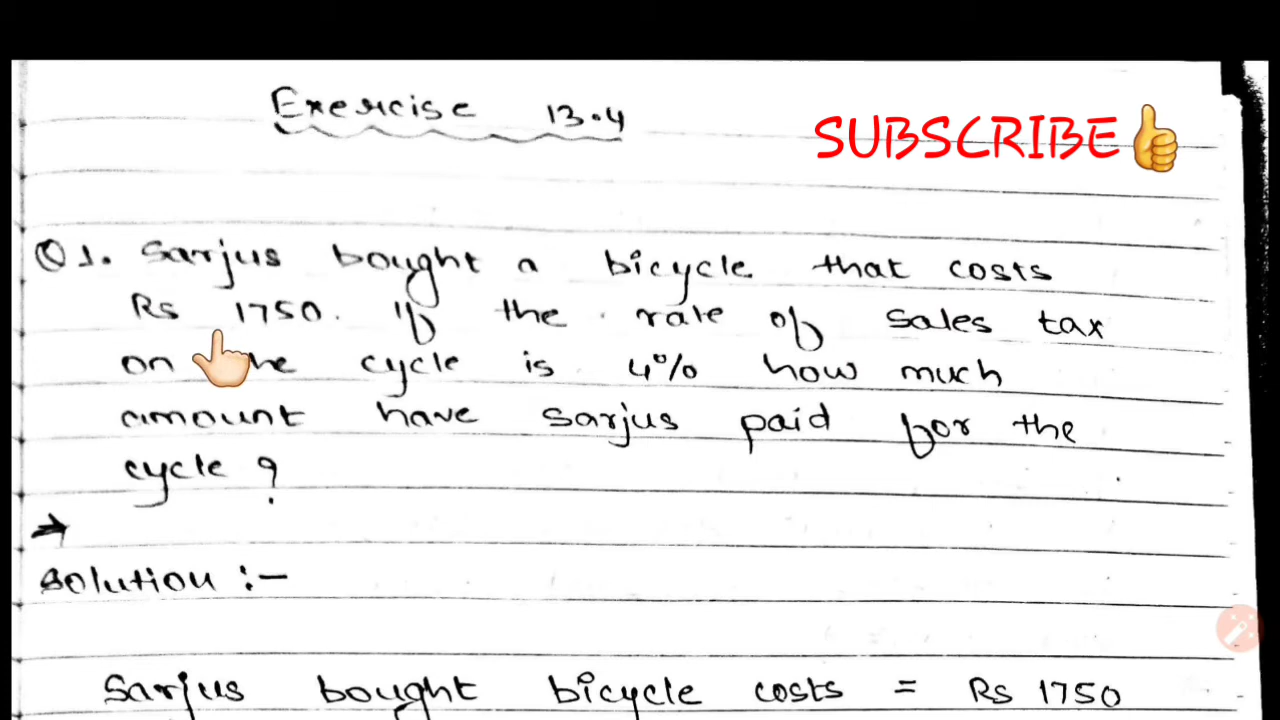 Exercise 13.4
SUBSCRIBE
Q1. Sarjus bought a bicycle that costs
Rs 1750. If the rate of sales tax
on the cycle is 4% how much
amount have Sarjus paid for the
cycle ?
Solution :-
Sarjus bought bicycle costs = Rs 1750